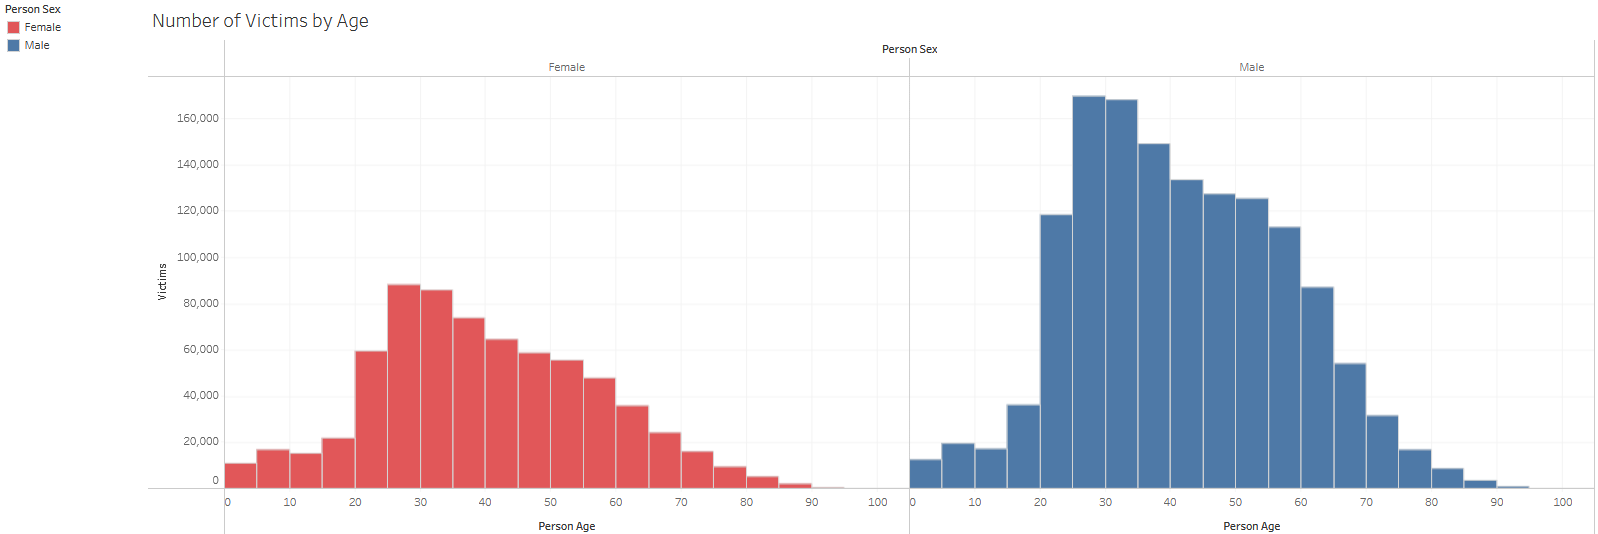 Person Sex
Female
Male
Number of Victims by Age
Person Sex
Female Male
Victims
160,000
140,000
120,000
100,000
80,000
60,000
40,000
20,000
0
0 10 20 30 40 50 60 70 80 90 100 0 10 20 30 40 50 60 70 80 90 100
Person Age Person Age